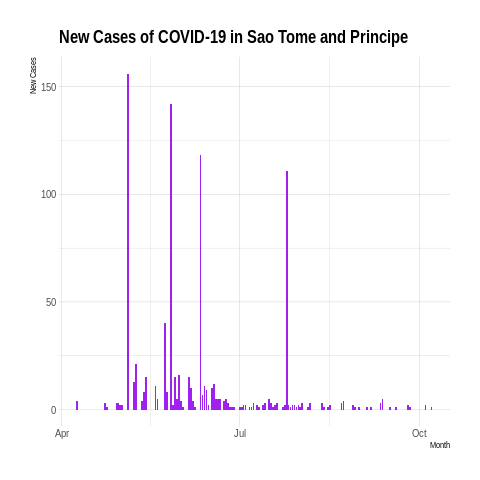 New Cases of COVID-19 in Sao Tome and Principe
New Cases
150
100
50
0
Apr
Jul
Oct
Month